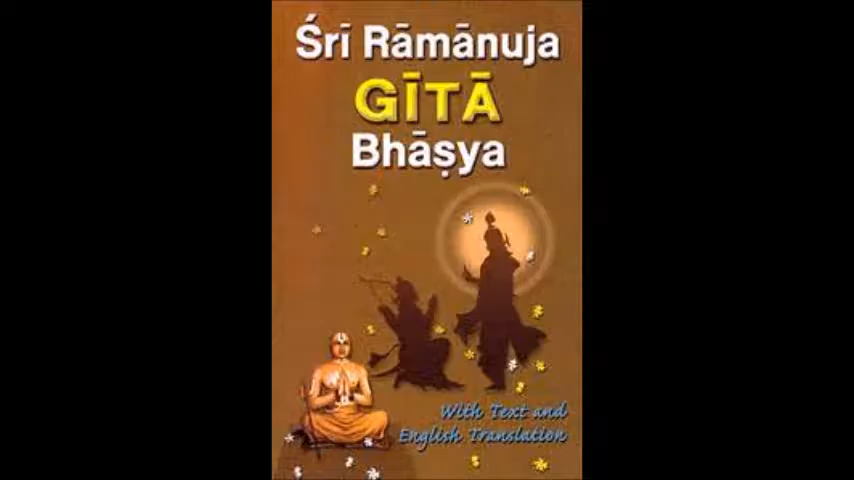 Śrī Rāmānuja
GĪTĀ
Bhāṣya
With Text and
English Translation